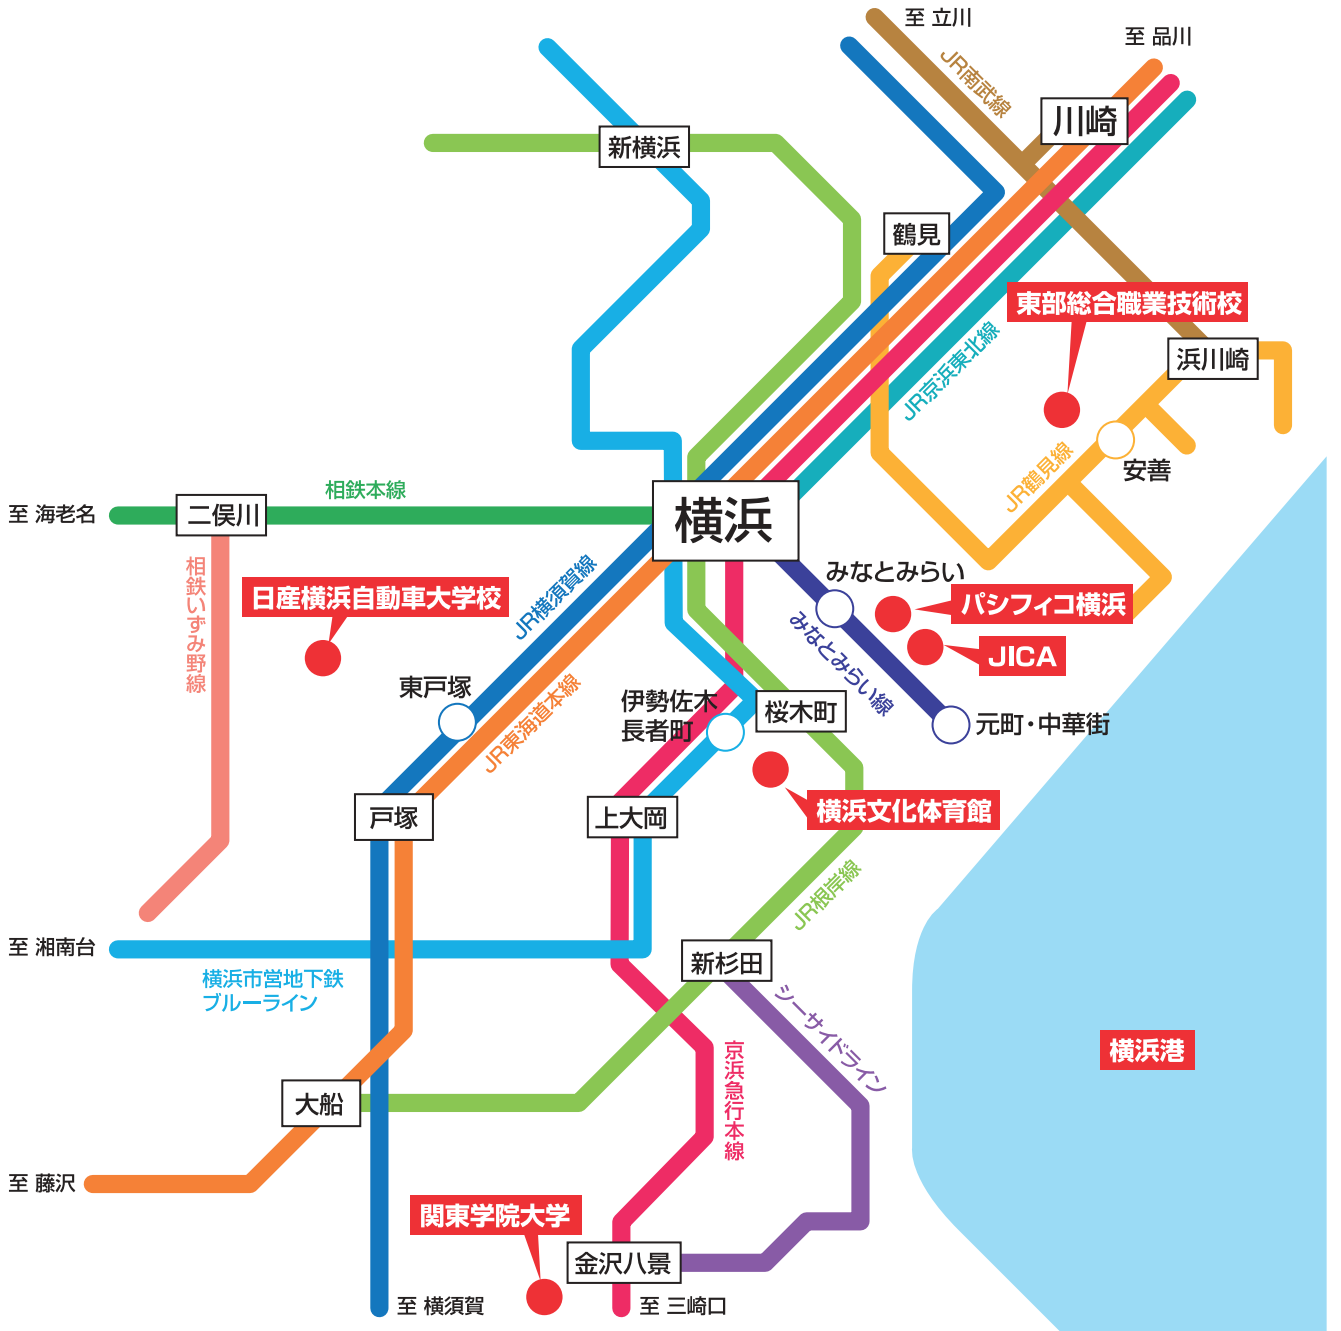 至 立川
至 品川
JR南武線
川崎
新横浜
鶴見
東部総合職業技術校
浜川崎
JR京浜東北線
安善
JR鶴見線
相鉄本線
至 海老名
二俣川
横浜
相鉄いずみ野線
日産横浜自動車大学校
JR横須賀線
みなとみらい
パシフィコ横浜
JICA
みなとみらい線
東戸塚
JR東海道本線
伊勢佐木
長者町
桜木町
元町・中華街
戸塚
上大岡
横浜文化体育館
JR根岸線
至 湘南台
横浜市営地下鉄
ブルーライン
新杉田
シーサイドライン
京浜急行本線
横浜港
大船
至 藤沢
関東学院大学
金沢八景
至 横須賀
至 三崎口